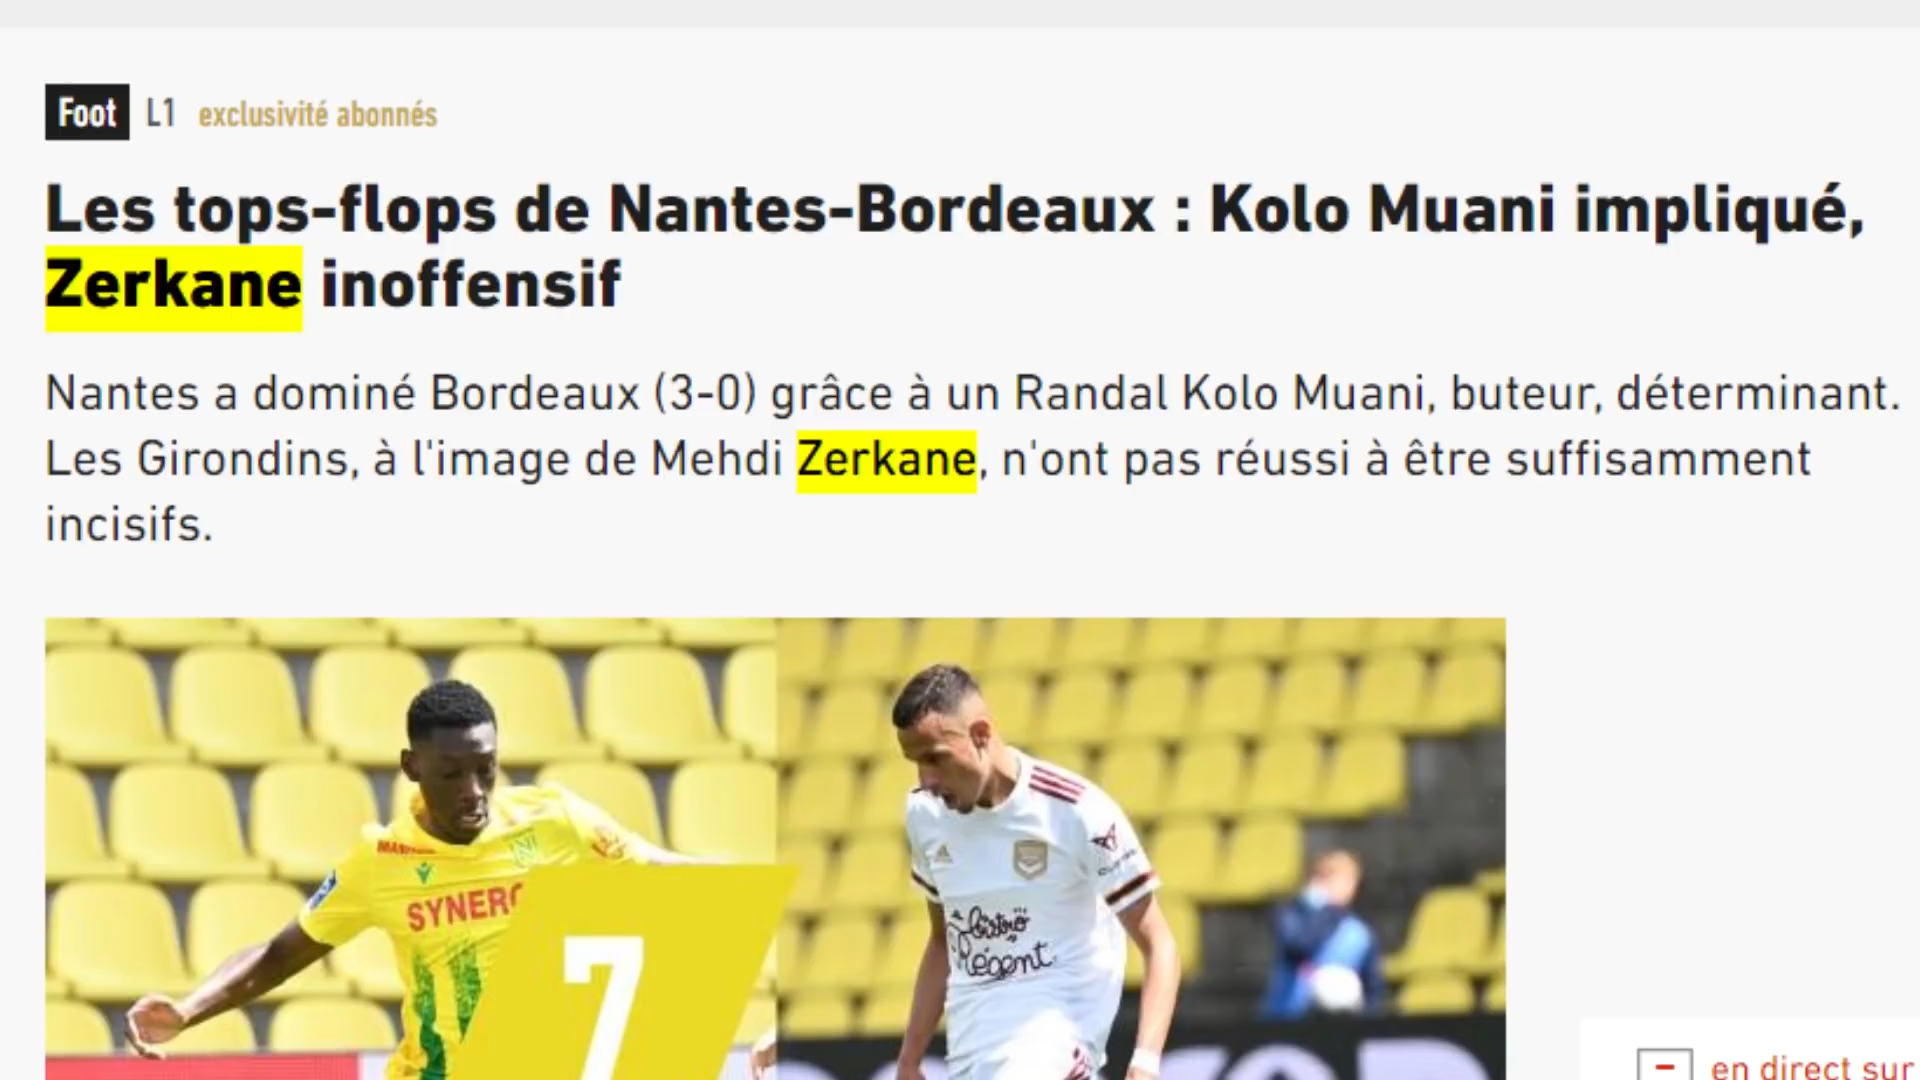 Foot L1 exclusivité abonnés
Les tops-flops de Nantes-Bordeaux : Kolo Muani impliqué,
Zerkane inoffensif
Nantes a dominé Bordeaux (3-0) grâce à un Randal Kolo Muani, buteur, déterminant.
Les Girondins, à l'image de Mehdi Zerkane, n'ont pas réussi à être suffisamment
incisifs.
SYNERG
Bistro
Régent
7
en direct sur